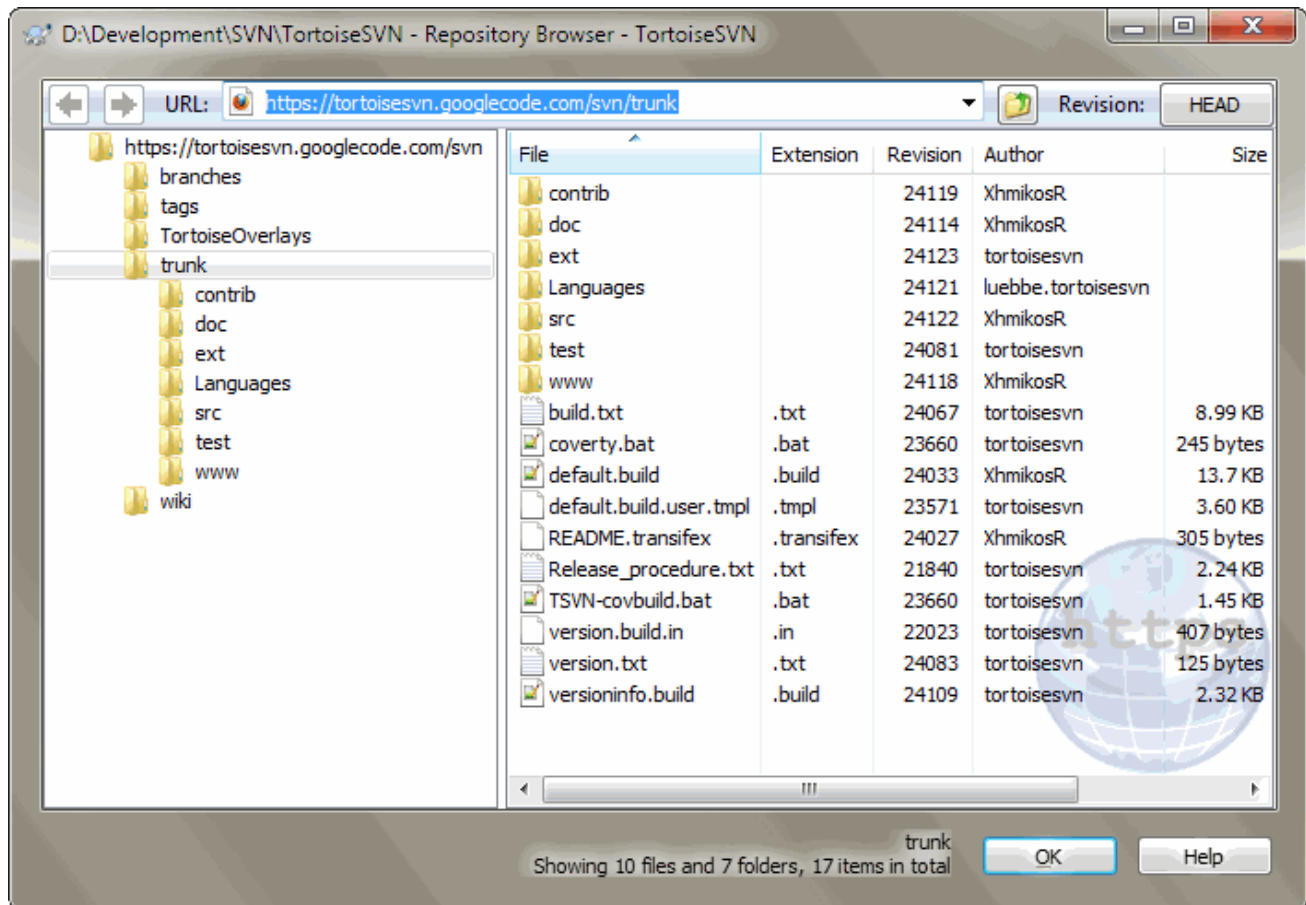 D:\Development\SVN\TortoiseSVN - Repository Browser - TortoiseSVN
URL: https://tortoisesvn.googlecode.com/svn/trunk Revision: HEAD
https://tortoisesvn.googlecode.com/svn
branches
tags
TortoiseOverlays
trunk
contrib
doc
ext
Languages
src
test
www
wiki
File Extension Revision Author Size
contrib 24119 XhmikosR
doc 24114 XhmikosR
ext 24123 tortoisesvn
Languages 24121 luebbe.tortoisesvn
src 24122 XhmikosR
test 24081 tortoisesvn
www 24118 XhmikosR
build.txt .txt 24067 tortoisesvn 8.99 KB
coverty.bat .bat 23660 tortoisesvn 245 bytes
default.build .build 24033 XhmikosR 13.7 KB
default.build.user.tmpl .tmpl 23571 tortoisesvn 3.60 KB
README.transifex .transifex 24027 XhmikosR 305 bytes
Release_procedure.txt .txt 21840 tortoisesvn 2.24 KB
TSVN-covbuild.bat .bat 23660 tortoisesvn 1.45 KB
version.build.in .in 22023 tortoisesvn 407 bytes
version.txt .txt 24083 tortoisesvn 125 bytes
versioninfo.build .build 24109 tortoisesvn 2.32 KB
https
trunk
Showing 10 files and 7 folders, 17 items in total
OK Help